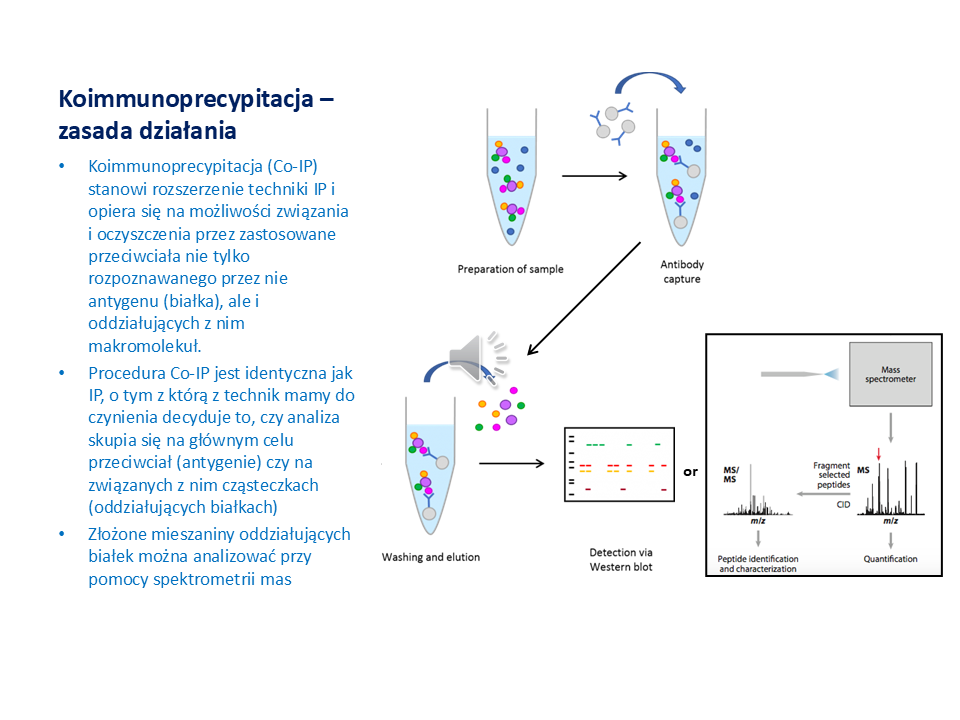 Koimmunoprecypitacja –
zasada działania
• Koimmunoprecypitacja (Co-IP)
stanowi rozszerzenie techniki IP i
opiera się na możliwości związania
i oczyszczenia przez zastosowane
przeciwciała nie tylko
rozpoznawanego przez nie
antygenu (białka), ale i
oddziałujących z nim
makromolekuł.
• Procedura Co-IP jest identyczna jak
IP, o tym z którą z technik mamy do
czynienia decyduje to, czy analiza
skupia się na głównym celu
przeciwciał (antygenie) czy na
związanych z nim cząsteczkach
(oddziałujących białkach)
• Złożone mieszaniny oddziałujących
białek można analizować przy
pomocy spektrometrii mas
Preparation of sample
Antibody
capture
Washing and elution
Detection via
Western blot
or
Mass
spectrometer
MS/
MS
Fragment
selected
peptides
CID
MS
m/z
m/z
Peptide identification
and characterization
Quantification